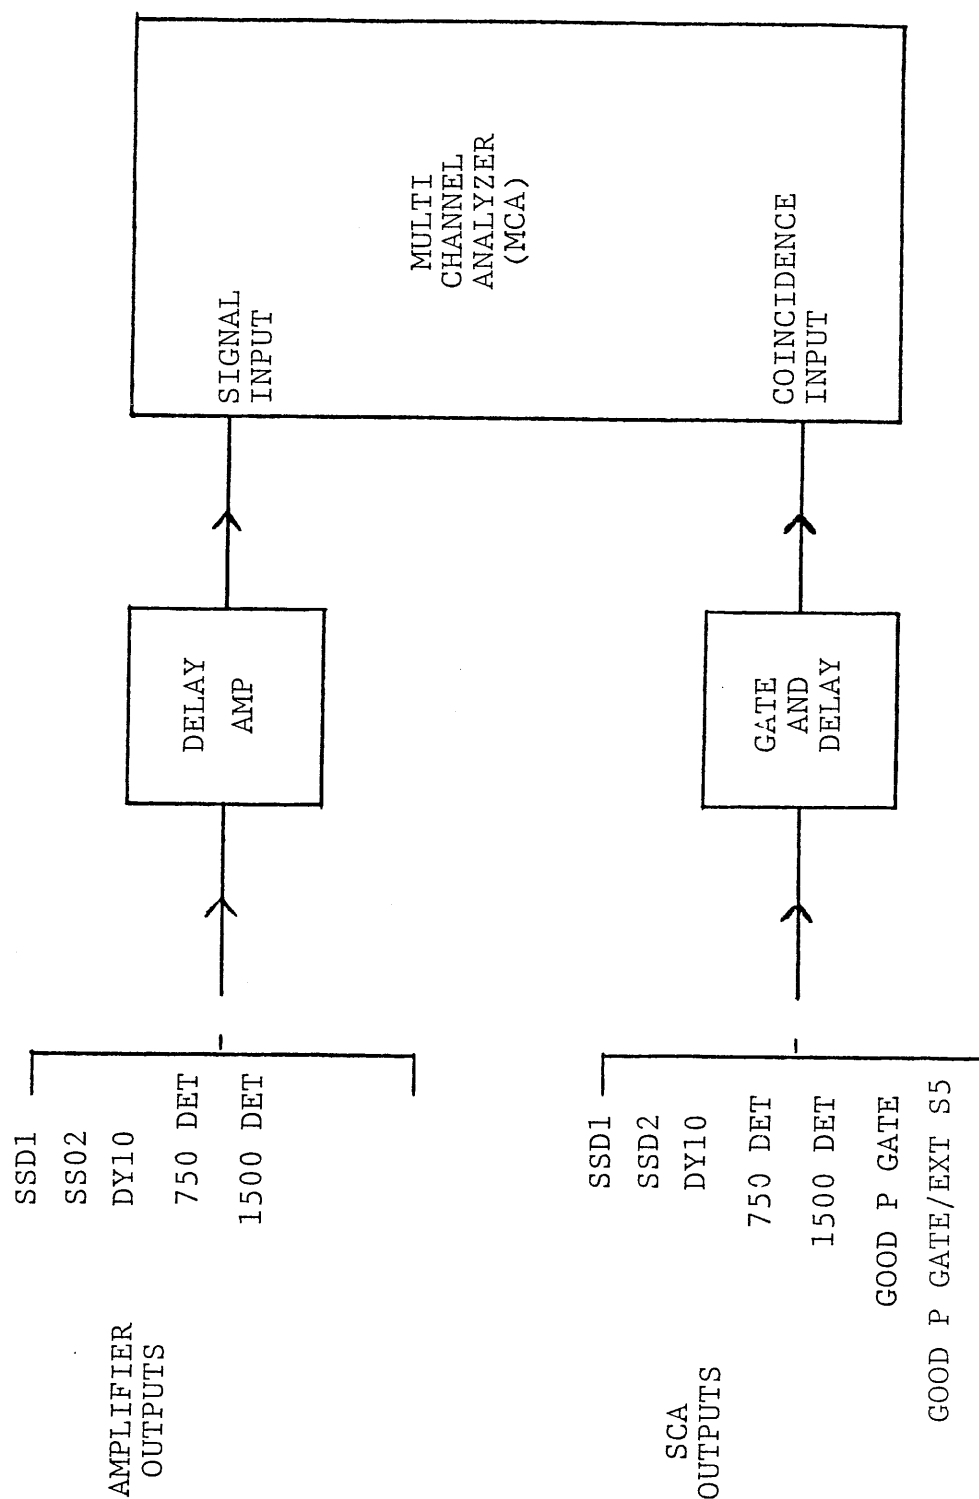 AMPLIFIER
OUTPUTS
SSD1
SS02
DY10
750 DET
1500 DET
DELAY
AMP
SIGNAL
INPUT
MULTI
CHANNEL
ANALYZER
(MCA)
SCA
OUTPUTS
SSD1
SSD2
DY10
750 DET
1500 DET
GOOD P GATE
GOOD P GATE/EXT S5
GATE
AND
DELAY
COINCIDENCE
INPUT